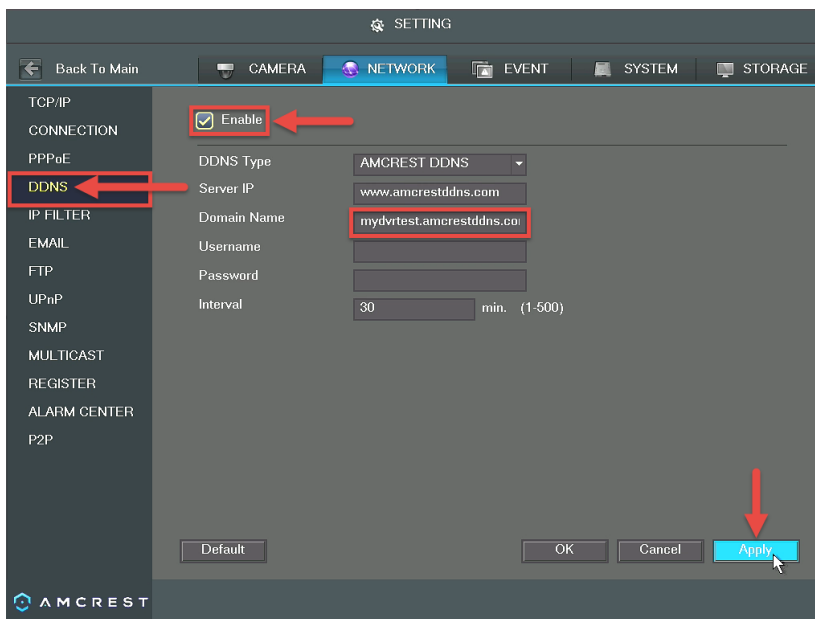 SETTING
Back To Main
CAMERA
NETWORK
EVENT
SYSTEM
STORAGE
TCP/IP
CONNECTION
PPPoE
DDNS
IP FILTER
EMAIL
FTP
UPnP
SNMP
MULTICAST
REGISTER
ALARM CENTER
P2P
Enable
DDNS Type AMCREST DDNS
Server IP www.amcrestddns.com
Domain Name mydvrtest.amcrestddns.co
Username
Password
Interval 30 min. (1-500)
Default
OK
Cancel
Apply
AMCREST